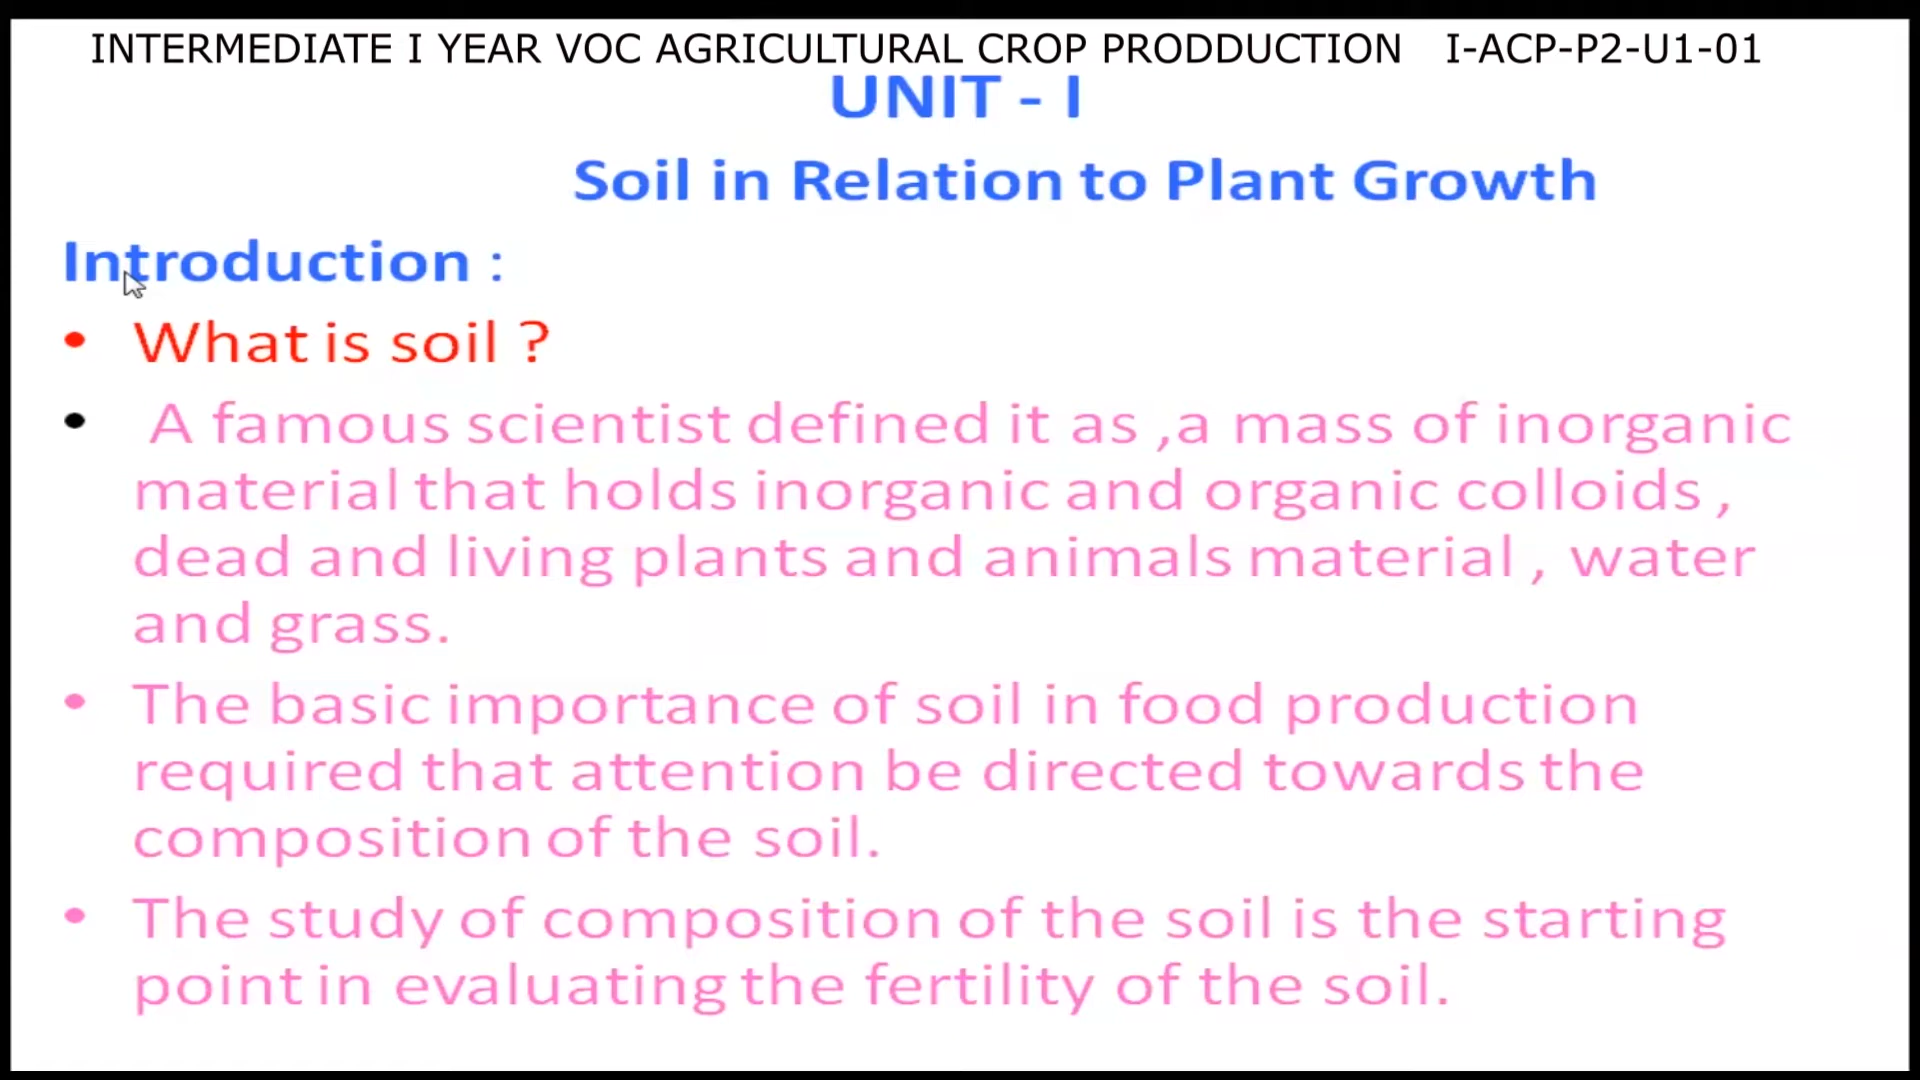 INTERMEDIATE I YEAR VOC AGRICULTURAL CROP PRODDUCTION I-ACP-P2-U1-01
UNIT - I
Soil in Relation to Plant Growth
Introduction :
• What is soil ?
• A famous scientist defined it as ,a mass of inorganic
material that holds inorganic and organic colloids ,
dead and living plants and animals material , water
and grass.
• The basic importance of soil in food production
required that attention be directed towards the
composition of the soil.
• The study of composition of the soil is the starting
point in evaluating the fertility of the soil.